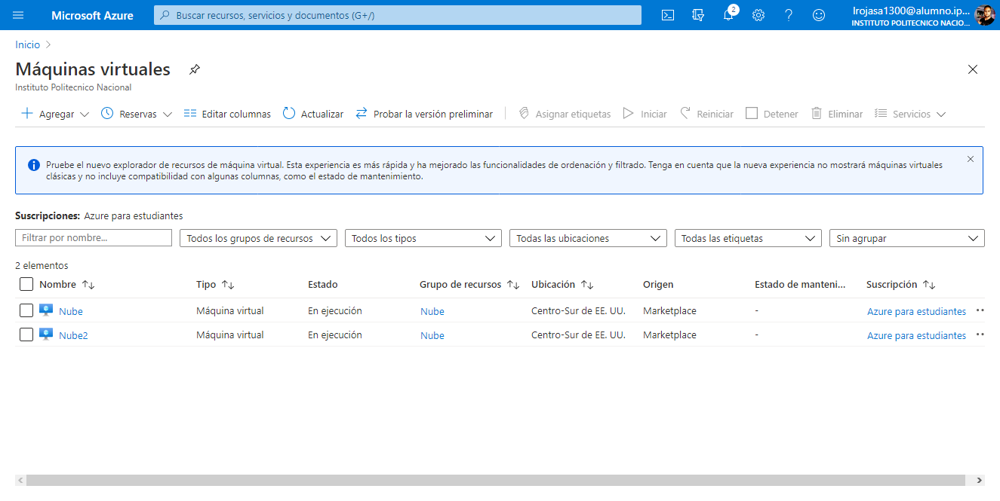 Microsoft Azure
Buscar recursos, servicios y documentos (G+/)
2
lrojasa1300@alumno.ip...
INSTITUTO POLITECNICO NACIO...
Inicio
Máquinas virtuales
Instituto Politecnico Nacional
Agregar Reservas Editar columnas Actualizar Probar la versión preliminar Asignar etiquetas Iniciar Reiniciar Detener Eliminar Servicios
Pruebe el nuevo explorador de recursos de máquina virtual. Esta experiencia es más rápida y ha mejorado las funcionalidades de ordenación y filtrado. Tenga en cuenta que la nueva experiencia no mostrará máquinas virtuales
clásicas y no incluye compatibilidad con algunas columnas, como el estado de mantenimiento.
Suscripciones: Azure para estudiantes
Filtrar por nombre... Todos los grupos de recursos Todos los tipos Todas las ubicaciones Todas las etiquetas Sin agrupar
2 elementos
Nombre Tipo Estado Grupo de recursos Ubicación Origen Estado de manteni... Suscripción
Nube Máquina virtual En ejecución Nube Centro-Sur de EE. UU. Marketplace - Azure para estudiantes
Nube2 Máquina virtual En ejecución Nube Centro-Sur de EE. UU. Marketplace - Azure para estudiantes